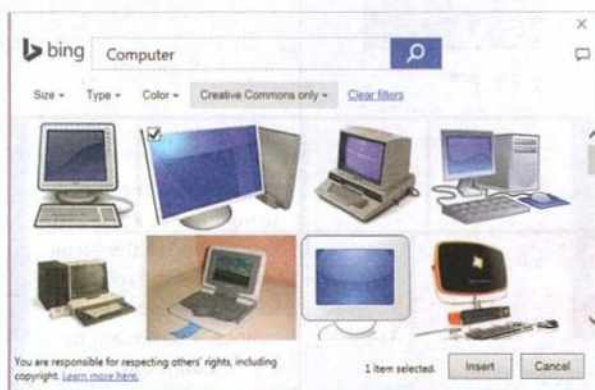 bing
Computer
Size Type Color Creative Commons only Clear filters
You are responsible for respecting others' rights, including
copyright. Learn more here.
1 item selected.
Insert
Cancel